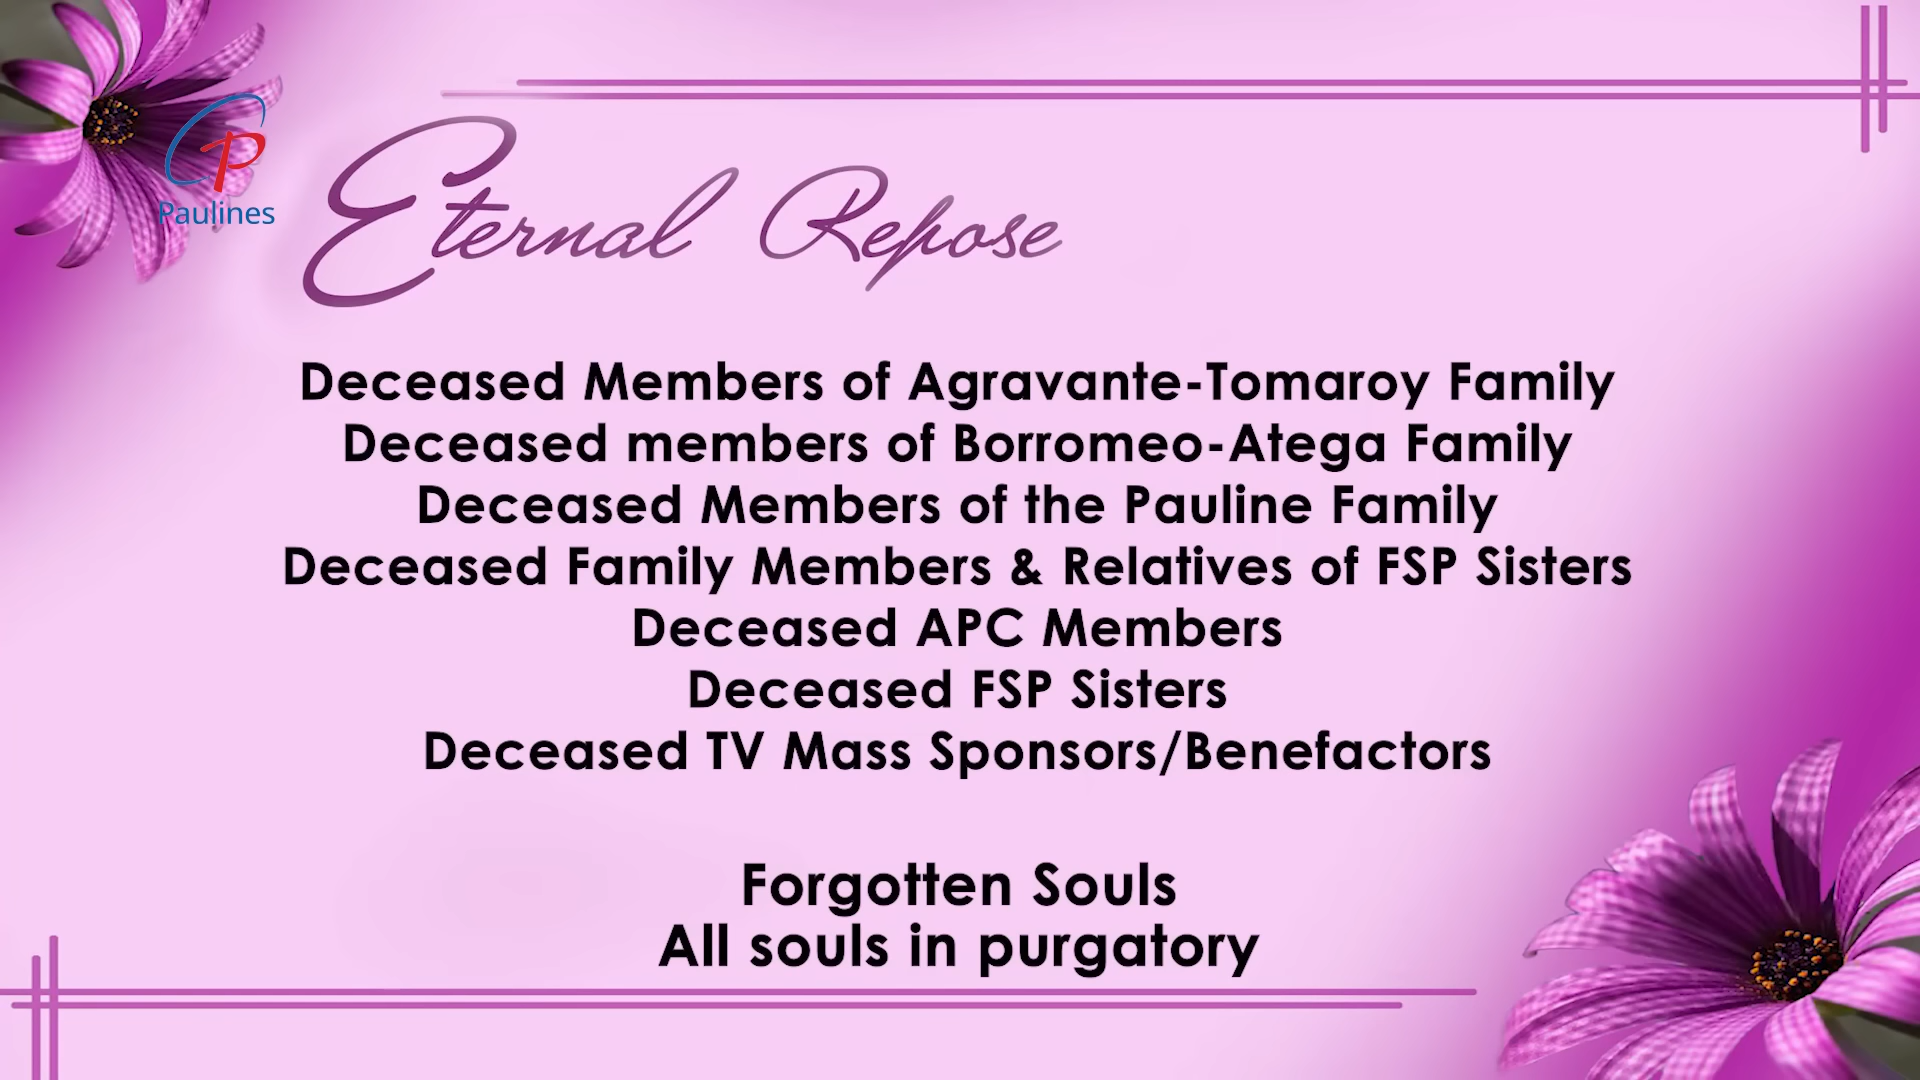 Paulines
Eternal Repose
Deceased Members of Agravante-Tomaroy Family
Deceased members of Borromeo-Atega Family
Deceased Members of the Pauline Family
Deceased Family Members & Relatives of FSP Sisters
Deceased APC Members
Deceased FSP Sisters
Deceased TV Mass Sponsors/Benefactors
Forgotten Souls
All souls in purgatory